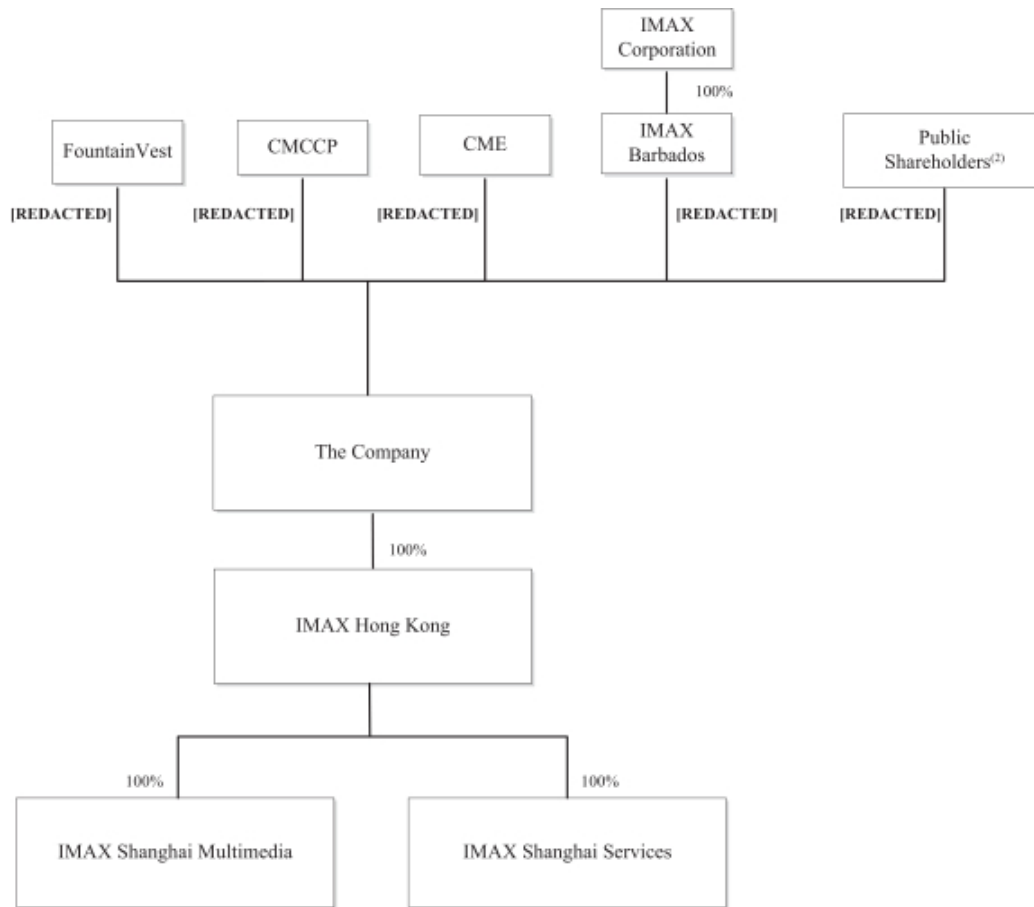 IMAX
Corporation
100%
FountainVest
CMCCP
CME
IMAX
Barbados
Public
Shareholders(2)
[REDACTED]
[REDACTED]
[REDACTED]
[REDACTED]
[REDACTED]
The Company
100%
IMAX Hong Kong
100%
100%
IMAX Shanghai Multimedia
IMAX Shanghai Services